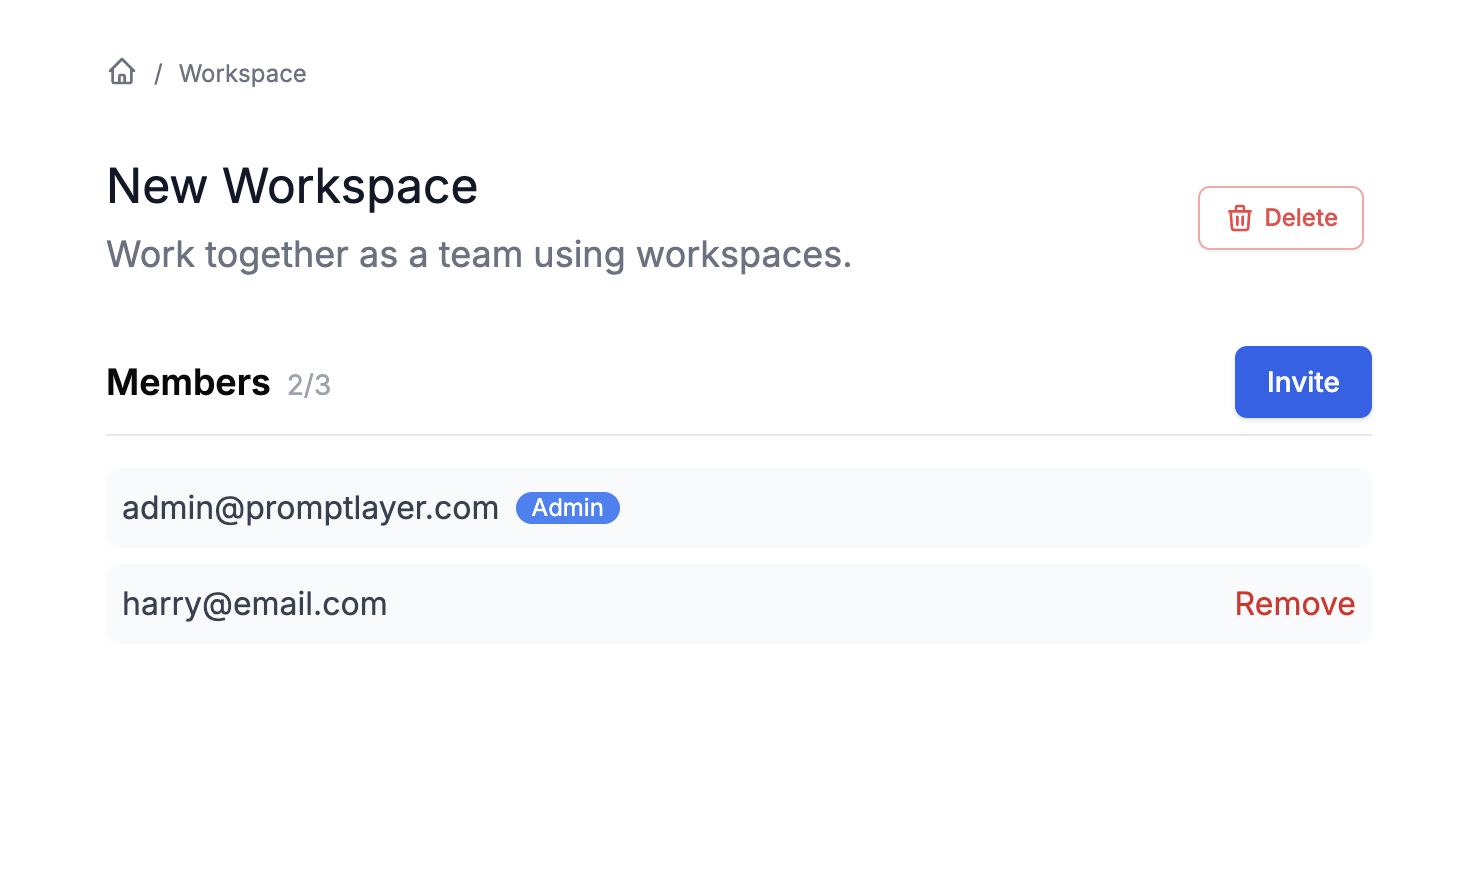 / Workspace
New Workspace
Work together as a team using workspaces.
Delete
Members 2/3
Invite
admin@promptlayer.com Admin
harry@email.com
Remove